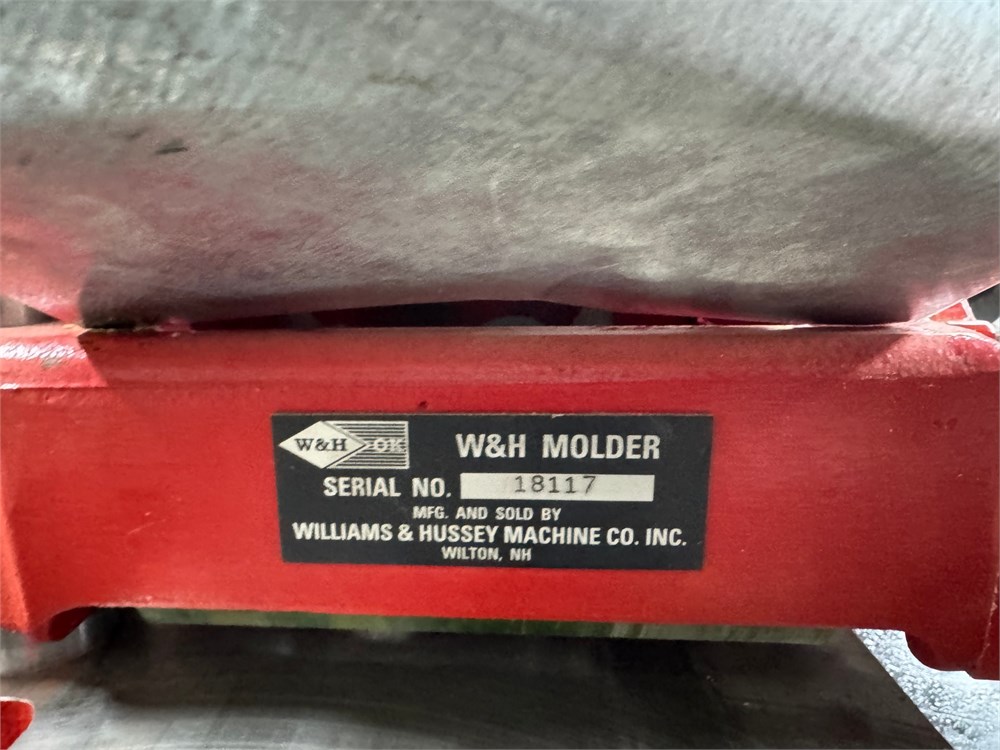 W&H OK
W&H MOLDER
SERIAL NO. 18117
MFG. AND SOLD BY
WILLIAMS & HUSSEY MACHINE CO. INC.
WILTON, NH